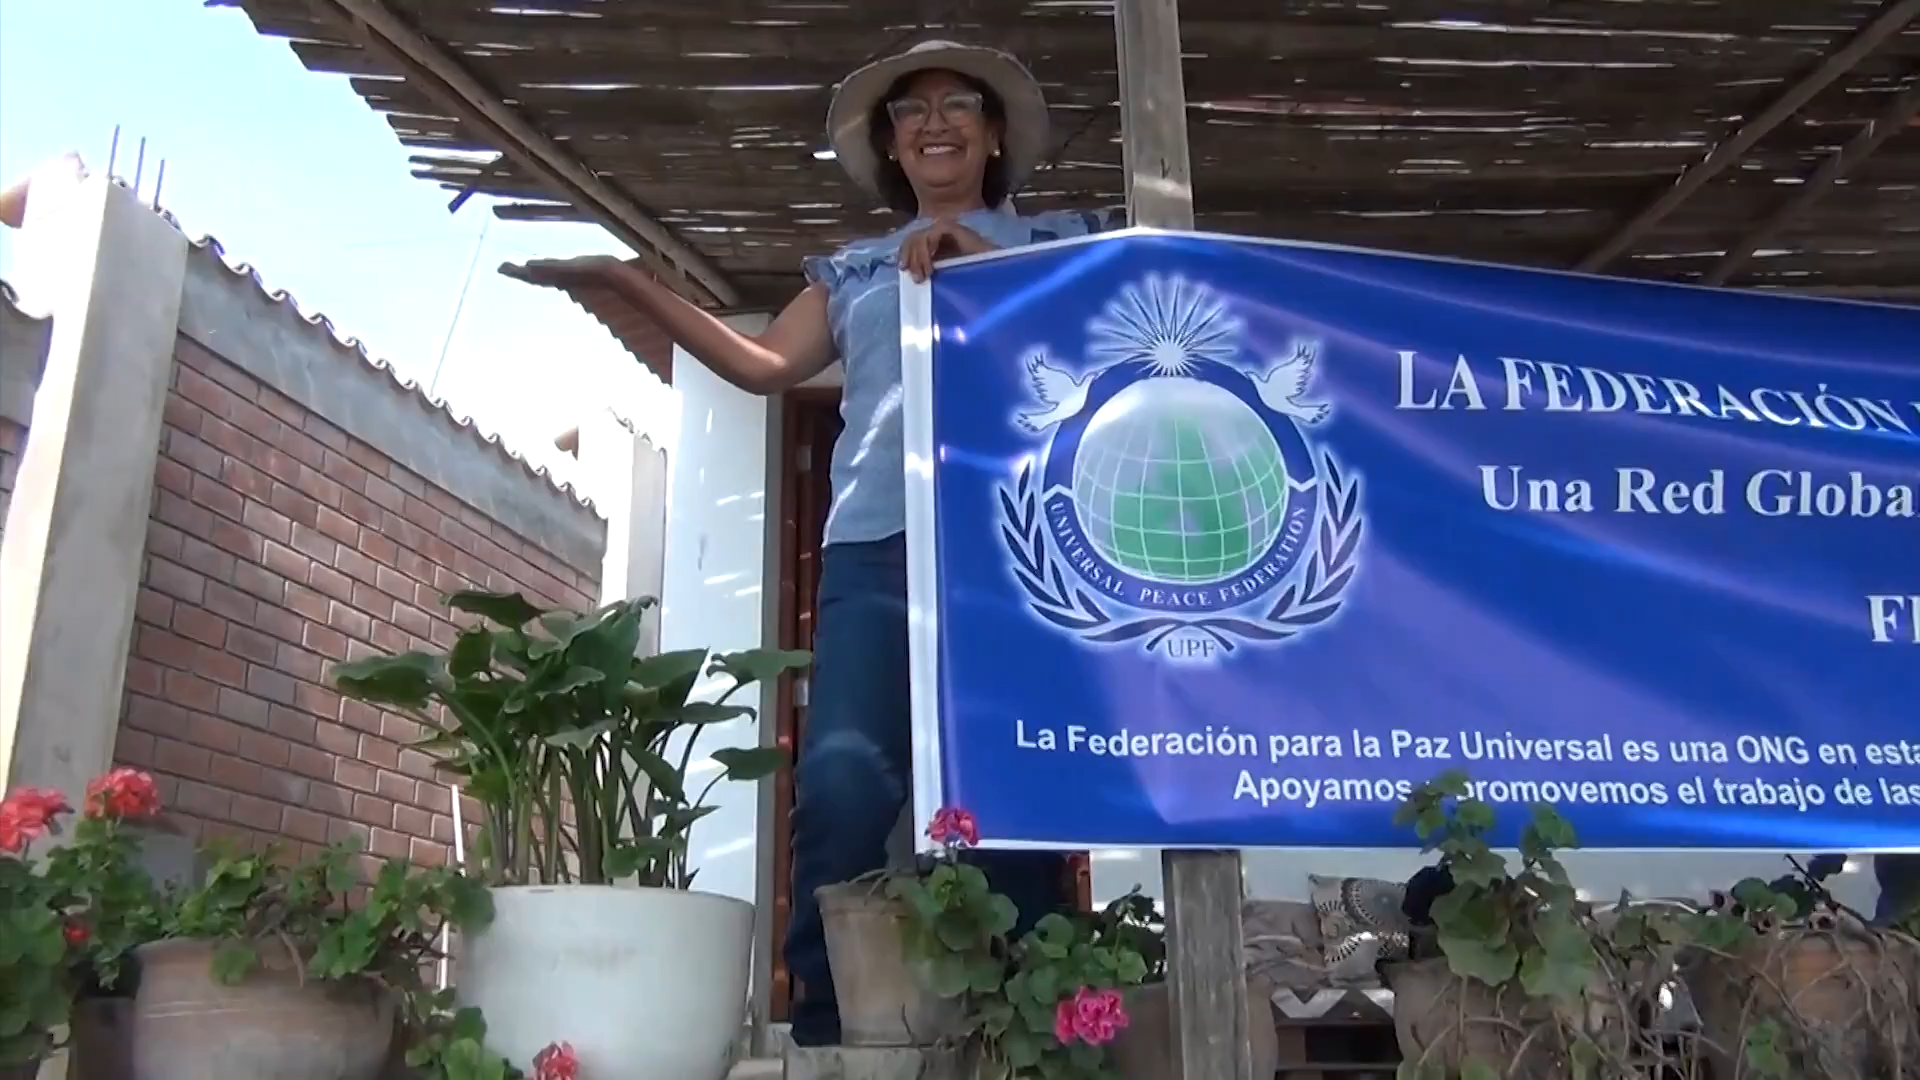 LA FEDERACIÓN
Una Red Globa
UNIVERSAL PEACE FEDERATION
UPF
La Federación para la Paz Universal es una ONG en esta
Apoyamos promovemos el trabajo de las